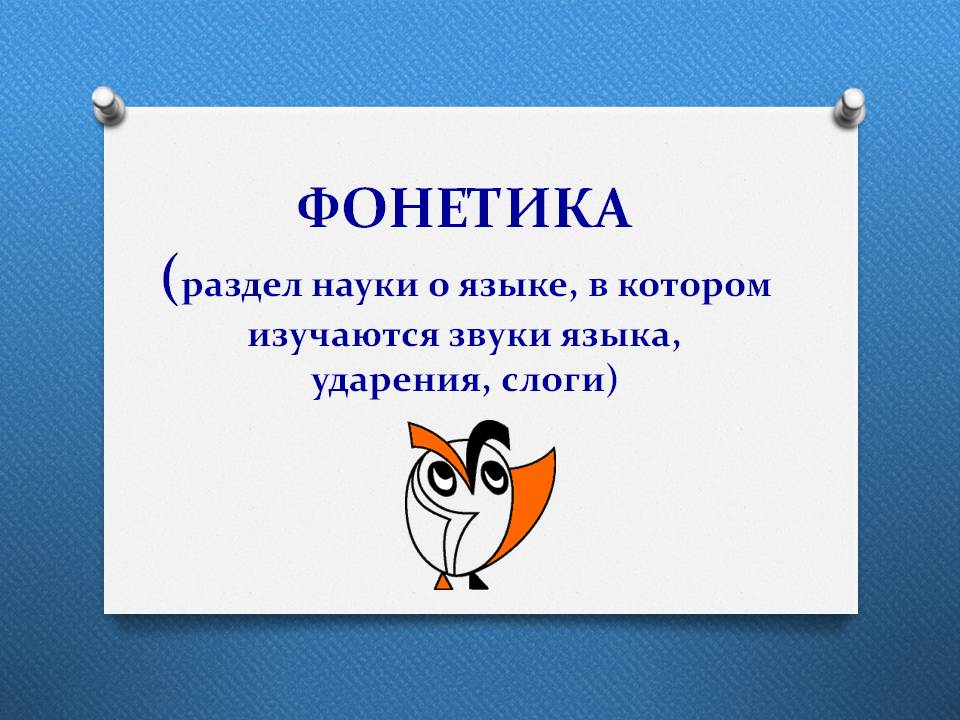 ФОНЕТИКА
(раздел науки о языке, в котором
изучаются звуки языка,
ударения, слоги)